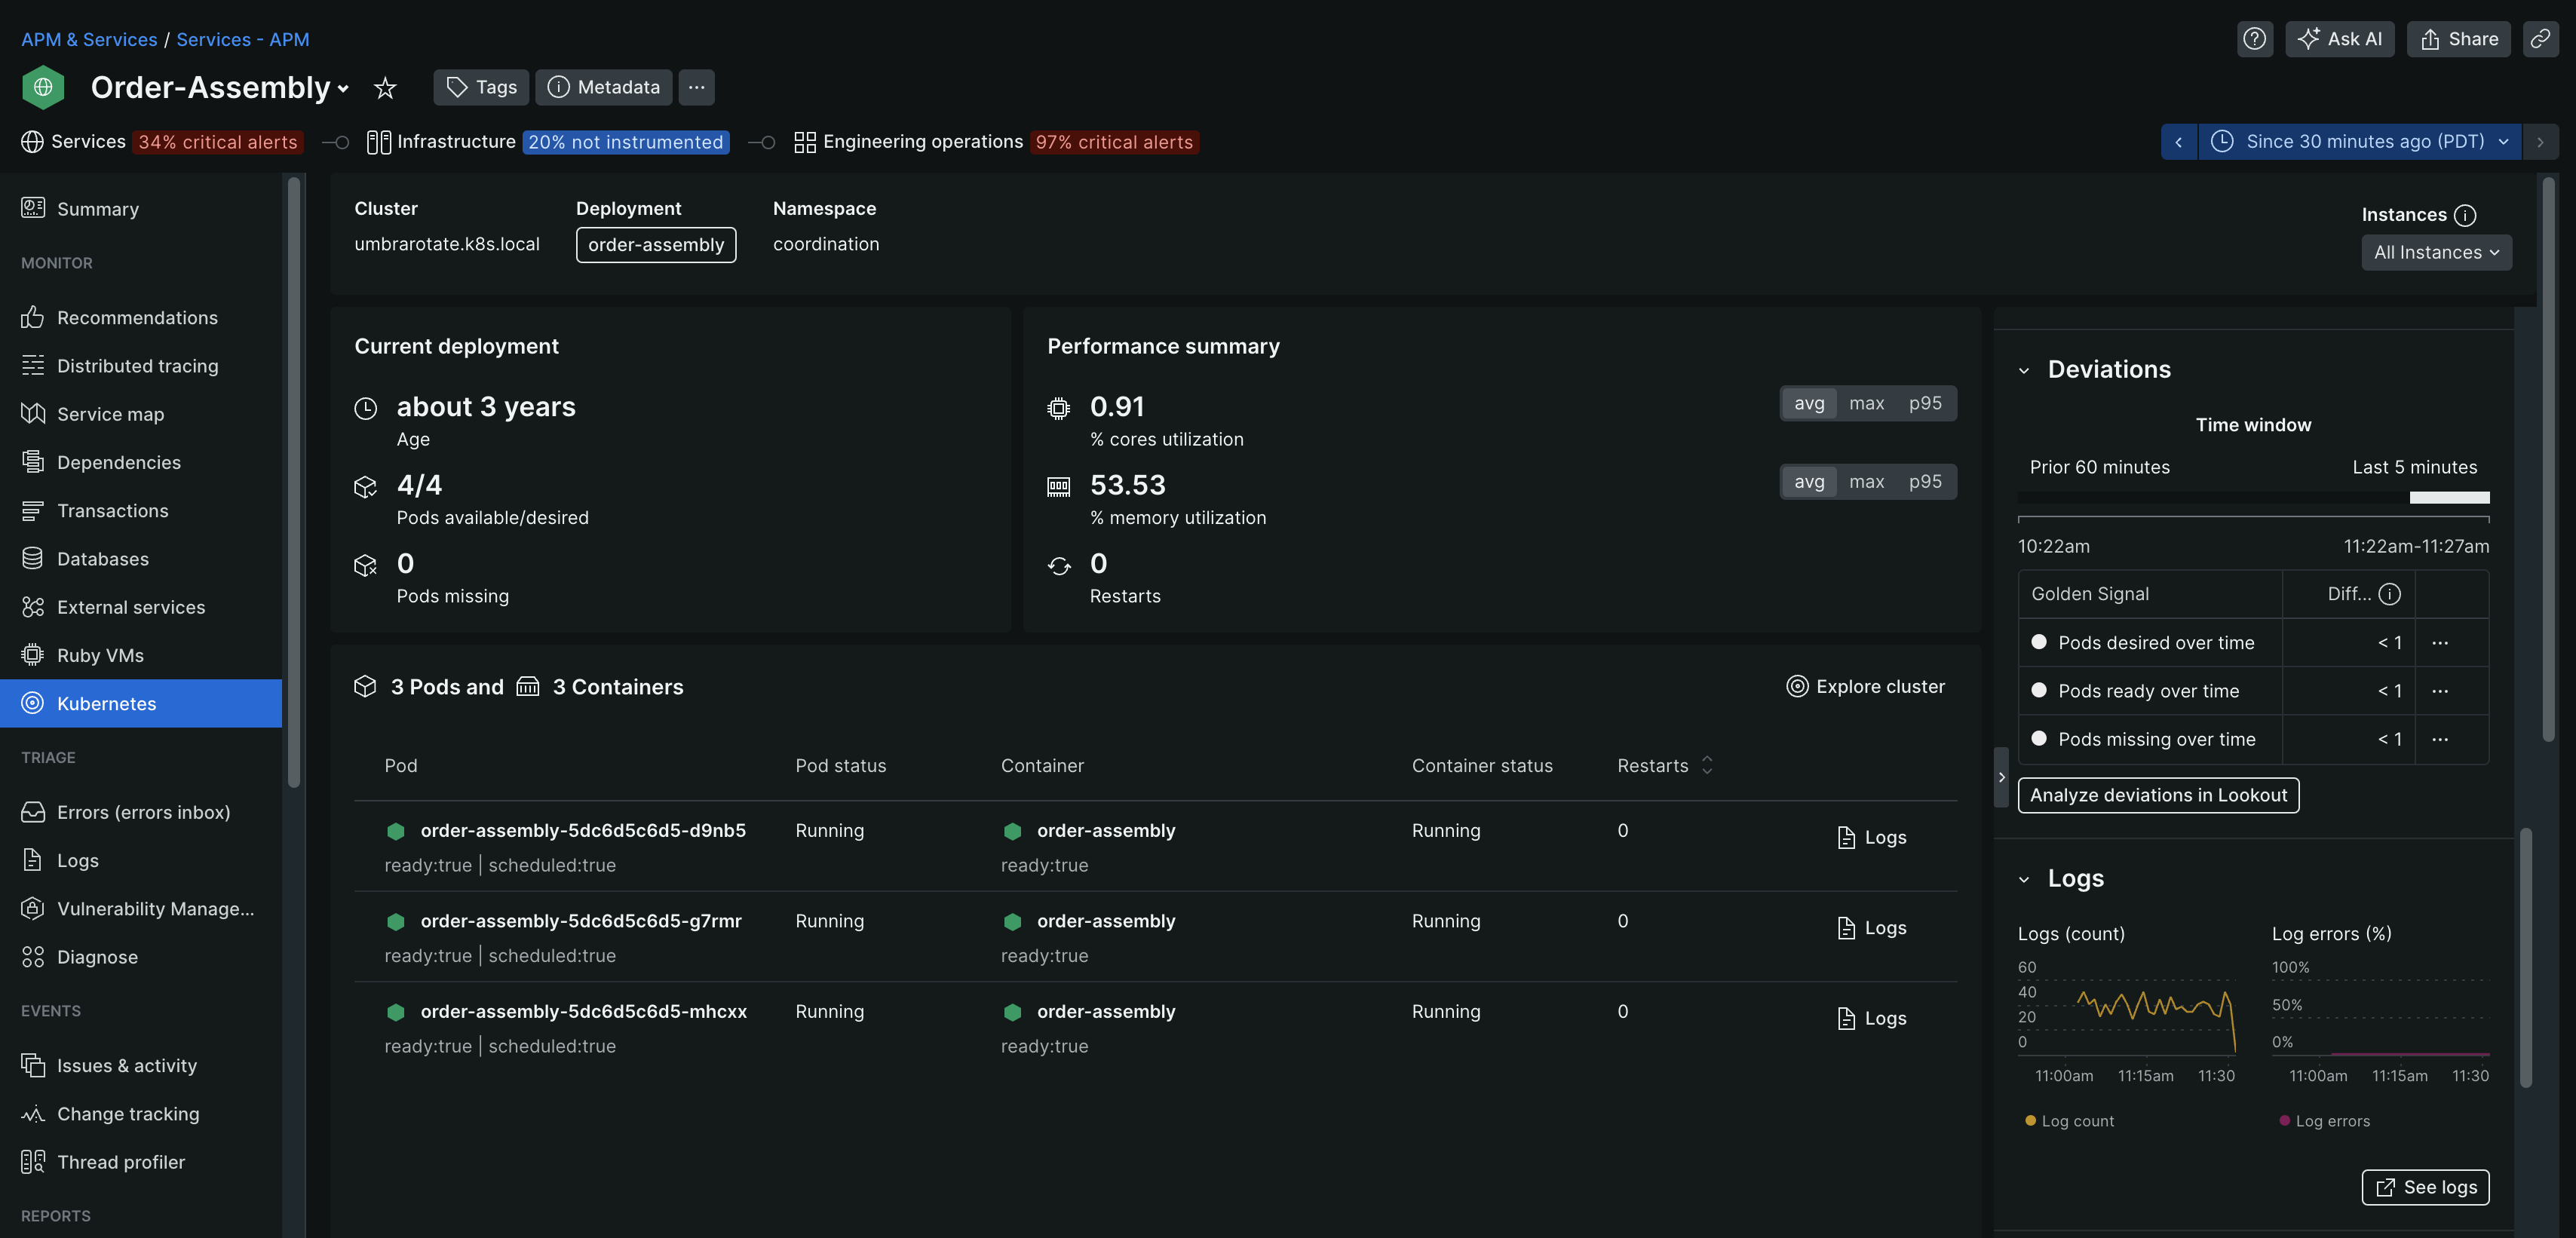 APM & Services / Services - APM
Ask AI
Share
Order-Assembly
Tags
Metadata
...
Services 34% critical alerts
Infrastructure 20% not instrumented
Engineering operations 97% critical alerts
Since 30 minutes ago (PDT)
Summary
MONITOR
Recommendations
Distributed tracing
Service map
Dependencies
Transactions
Databases
External services
Ruby VMs
Kubernetes
TRIAGE
Errors (errors inbox)
Logs
Vulnerability Manage...
Diagnose
EVENTS
Issues & activity
Change tracking
Thread profiler
REPORTS
Cluster
umbrarotate.k8s.local
Deployment
order-assembly
Namespace
coordination
Instances
All Instances
Current deployment
about 3 years
Age
4/4
Pods available/desired
0
Pods missing
Performance summary
0.91
% cores utilization
avg max p95
53.53
% memory utilization
avg max p95
0
Restarts
3 Pods and 3 Containers
Explore cluster
Pod Pod status Container Container status Restarts
order-assembly-5dc6d5c6d5-d9nb5 Running order-assembly Running 0 Logs
ready:true | scheduled:true ready:true
order-assembly-5dc6d5c6d5-g7rmr Running order-assembly Running 0 Logs
ready:true | scheduled:true ready:true
order-assembly-5dc6d5c6d5-mhcxx Running order-assembly Running 0 Logs
ready:true | scheduled:true ready:true
Deviations
Time window
Prior 60 minutes Last 5 minutes
10:22am 11:22am-11:27am
Golden Signal Diff...
Pods desired over time < 1 ...
Pods ready over time < 1 ...
Pods missing over time < 1 ...
Analyze deviations in Lookout
Logs
Logs (count)
60
40
20
0
11:00am 11:15am 11:30
Log count
Log errors (%)
100%
50%
0%
11:00am 11:15am 11:30
Log errors
See logs